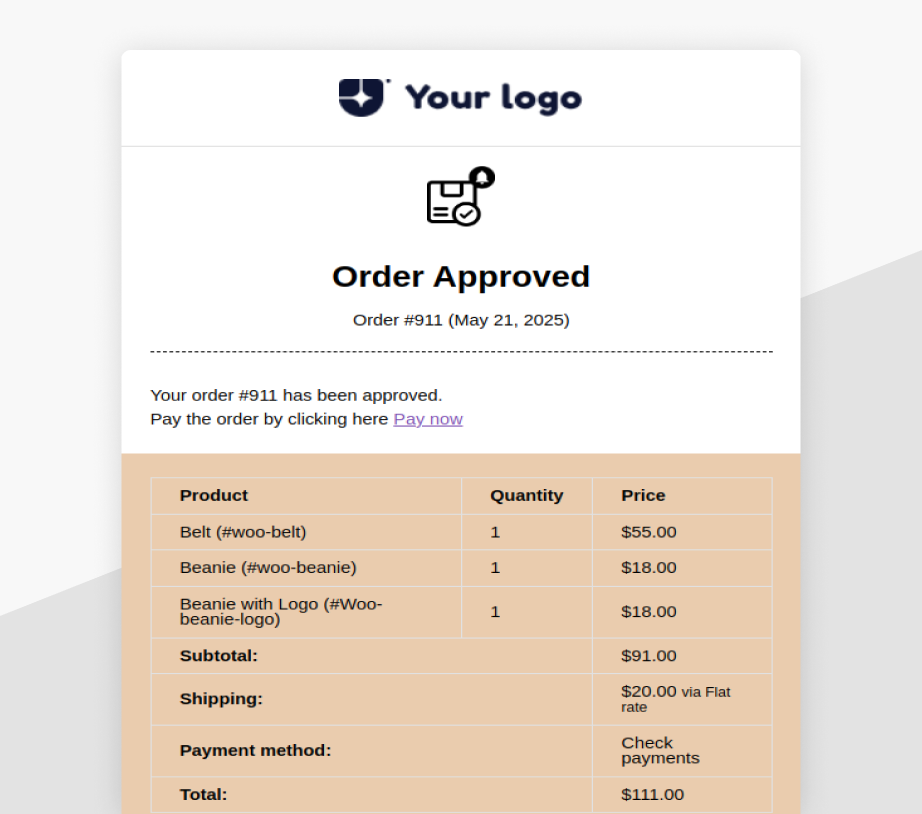 Your logo
Order Approved
Order #911 (May 21, 2025)
Your order #911 has been approved.
Pay the order by clicking here Pay now
Product Quantity Price
Belt (#woo-belt) 1 $55.00
Beanie (#woo-beanie) 1 $18.00
Beanie with Logo (#Woo-
beanie-logo) 1 $18.00
Subtotal: $91.00
Shipping: $20.00 via Flat
rate
Payment method: Check
payments
Total: $111.00